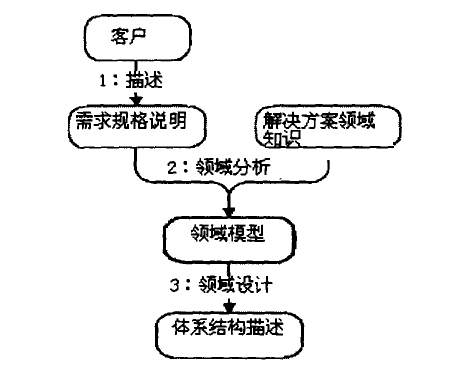 客户
1：描述
需求规格说明
解决方案领域
知识
2：领域分析
领域模型
3：领域设计
体系结构描述